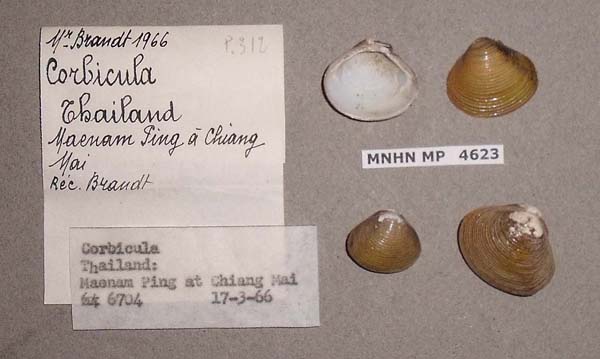 Mr Brandt 1966
P.312
Corbicula
Thailand
Maenam Ping à Chiang
Mai
Réc. Brandt
MNHN MP 4623
Corbicula
Thailand:
Maenam Ping at Chiang Mai
6704 17-3-66